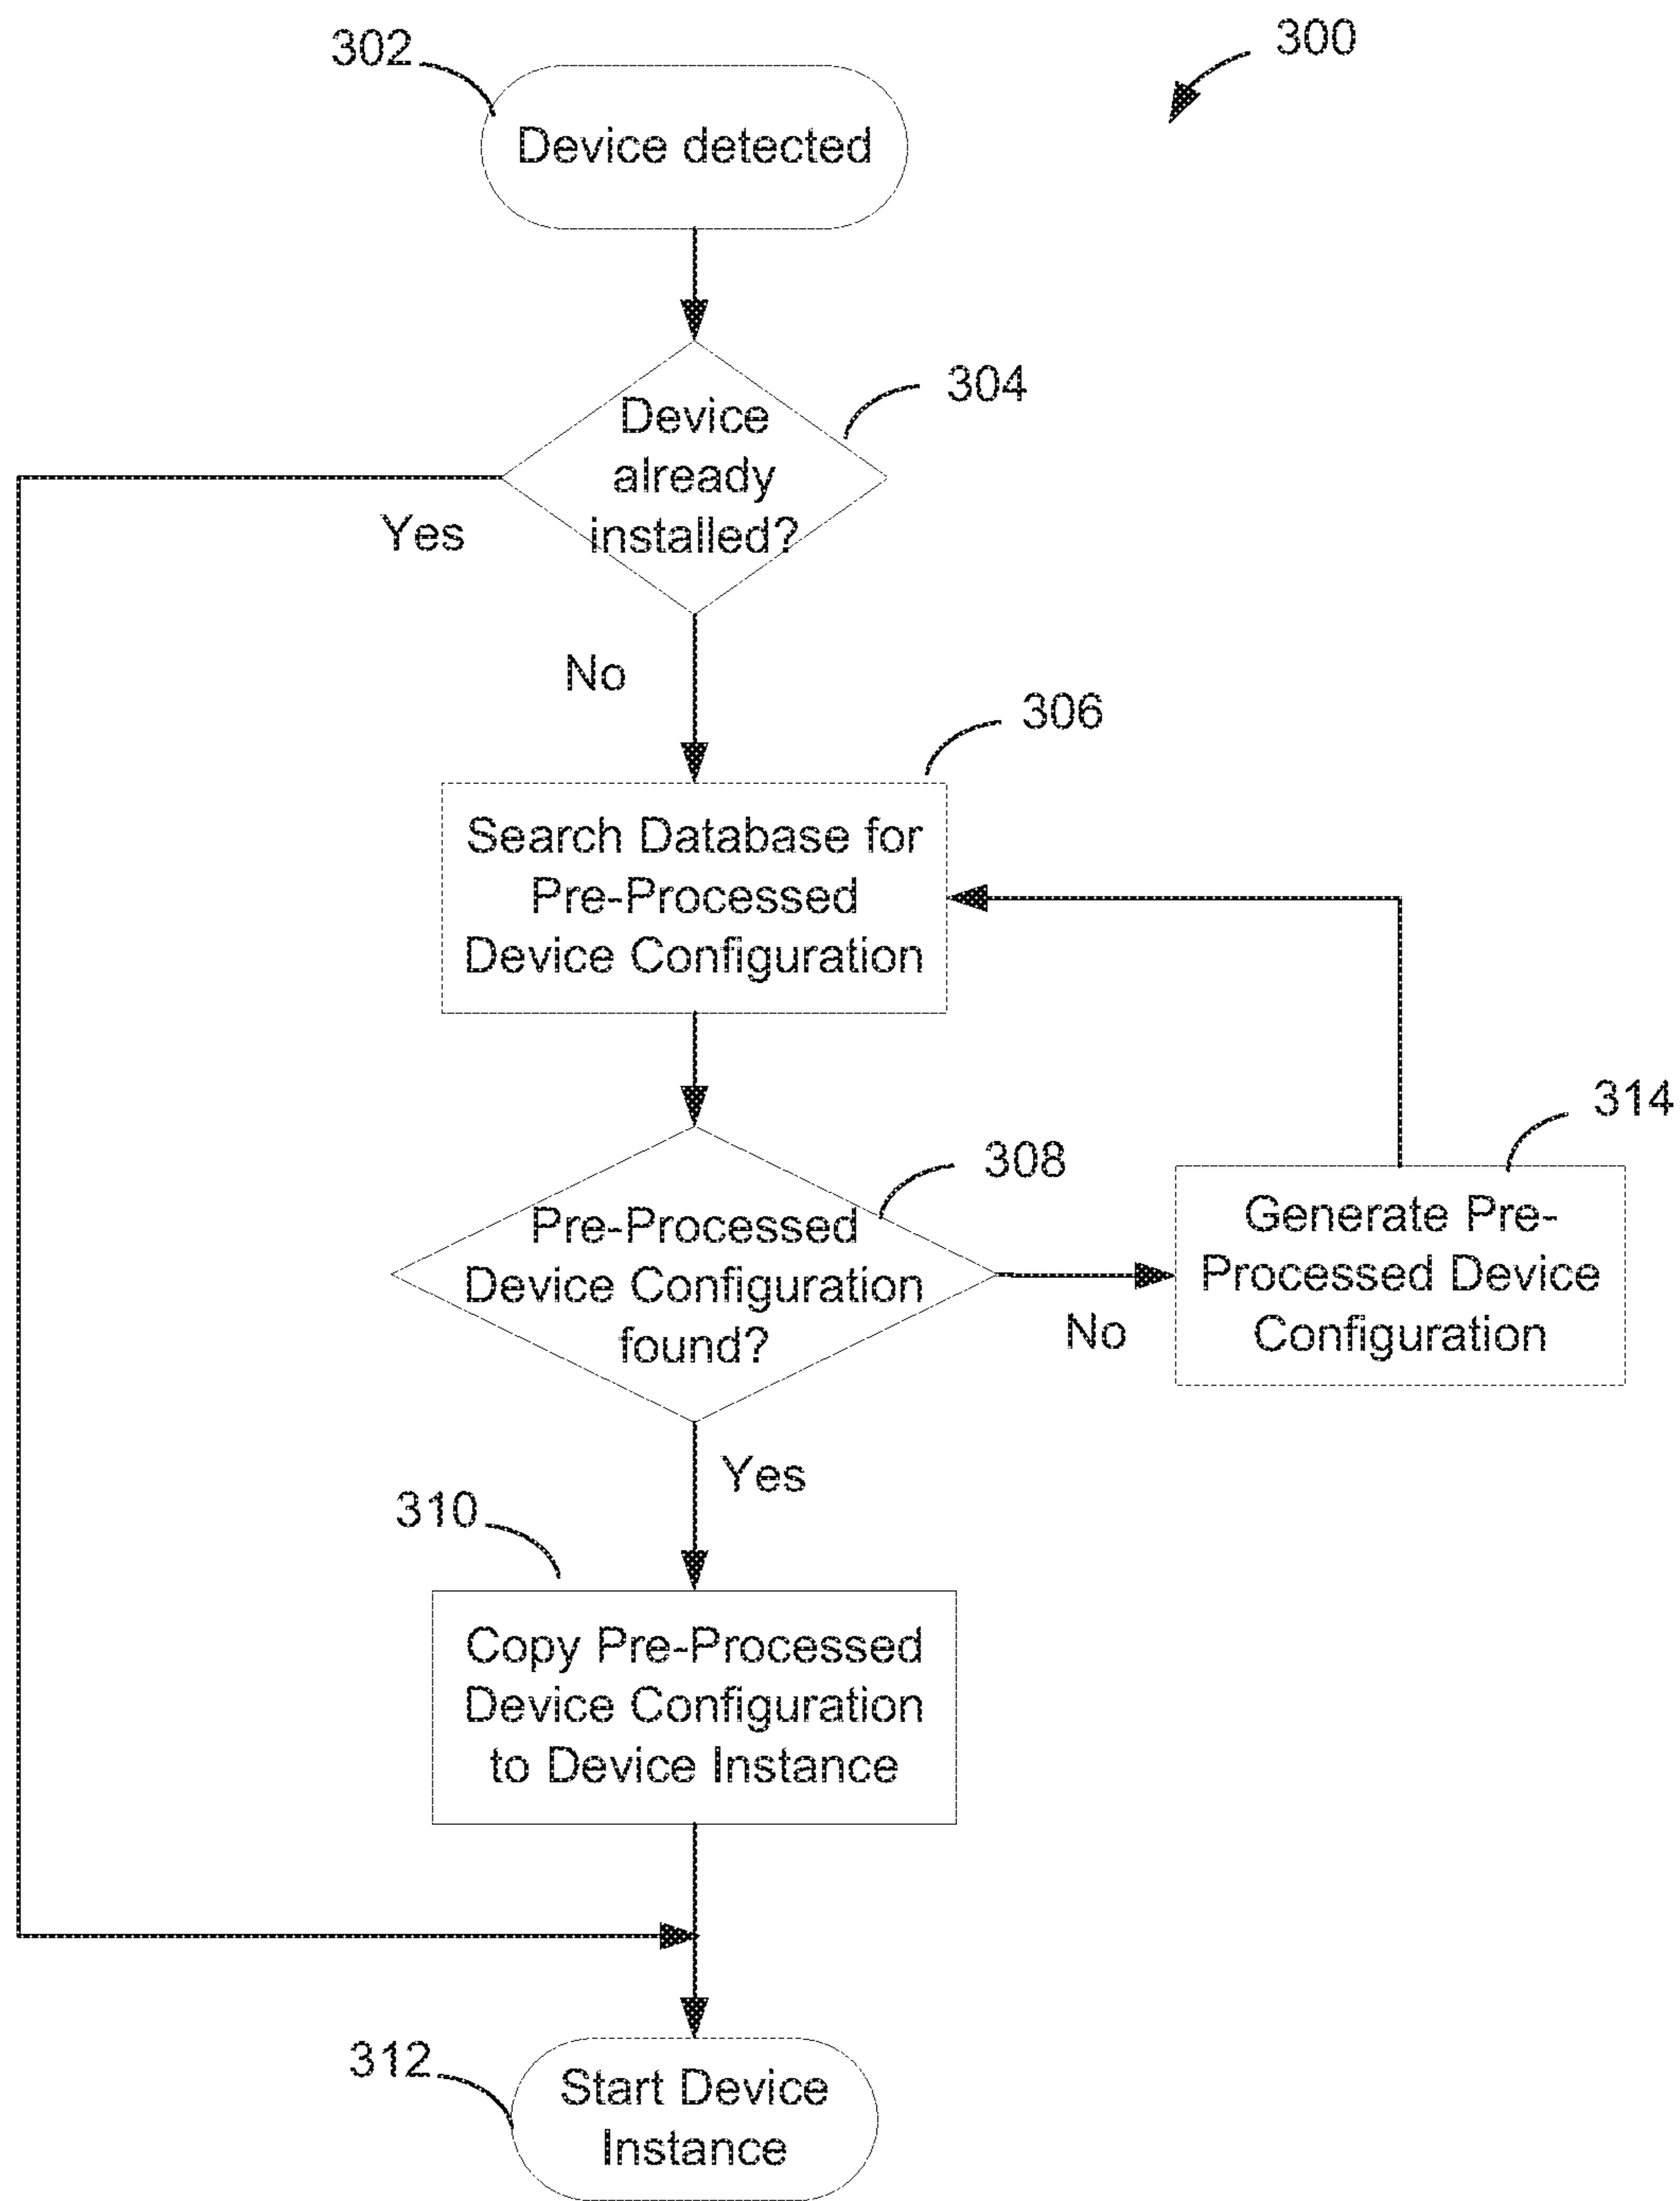 300
302
Device detected
304
Device
already
installed?
Yes
No
306
Search Database for
Pre-Processed
Device Configuration
308
Pre-Processed
Device Configuration
found?
No
314
Generate Pre-
Processed Device
Configuration
Yes
310
Copy Pre-Processed
Device Configuration
to Device Instance
312
Start Device
Instance